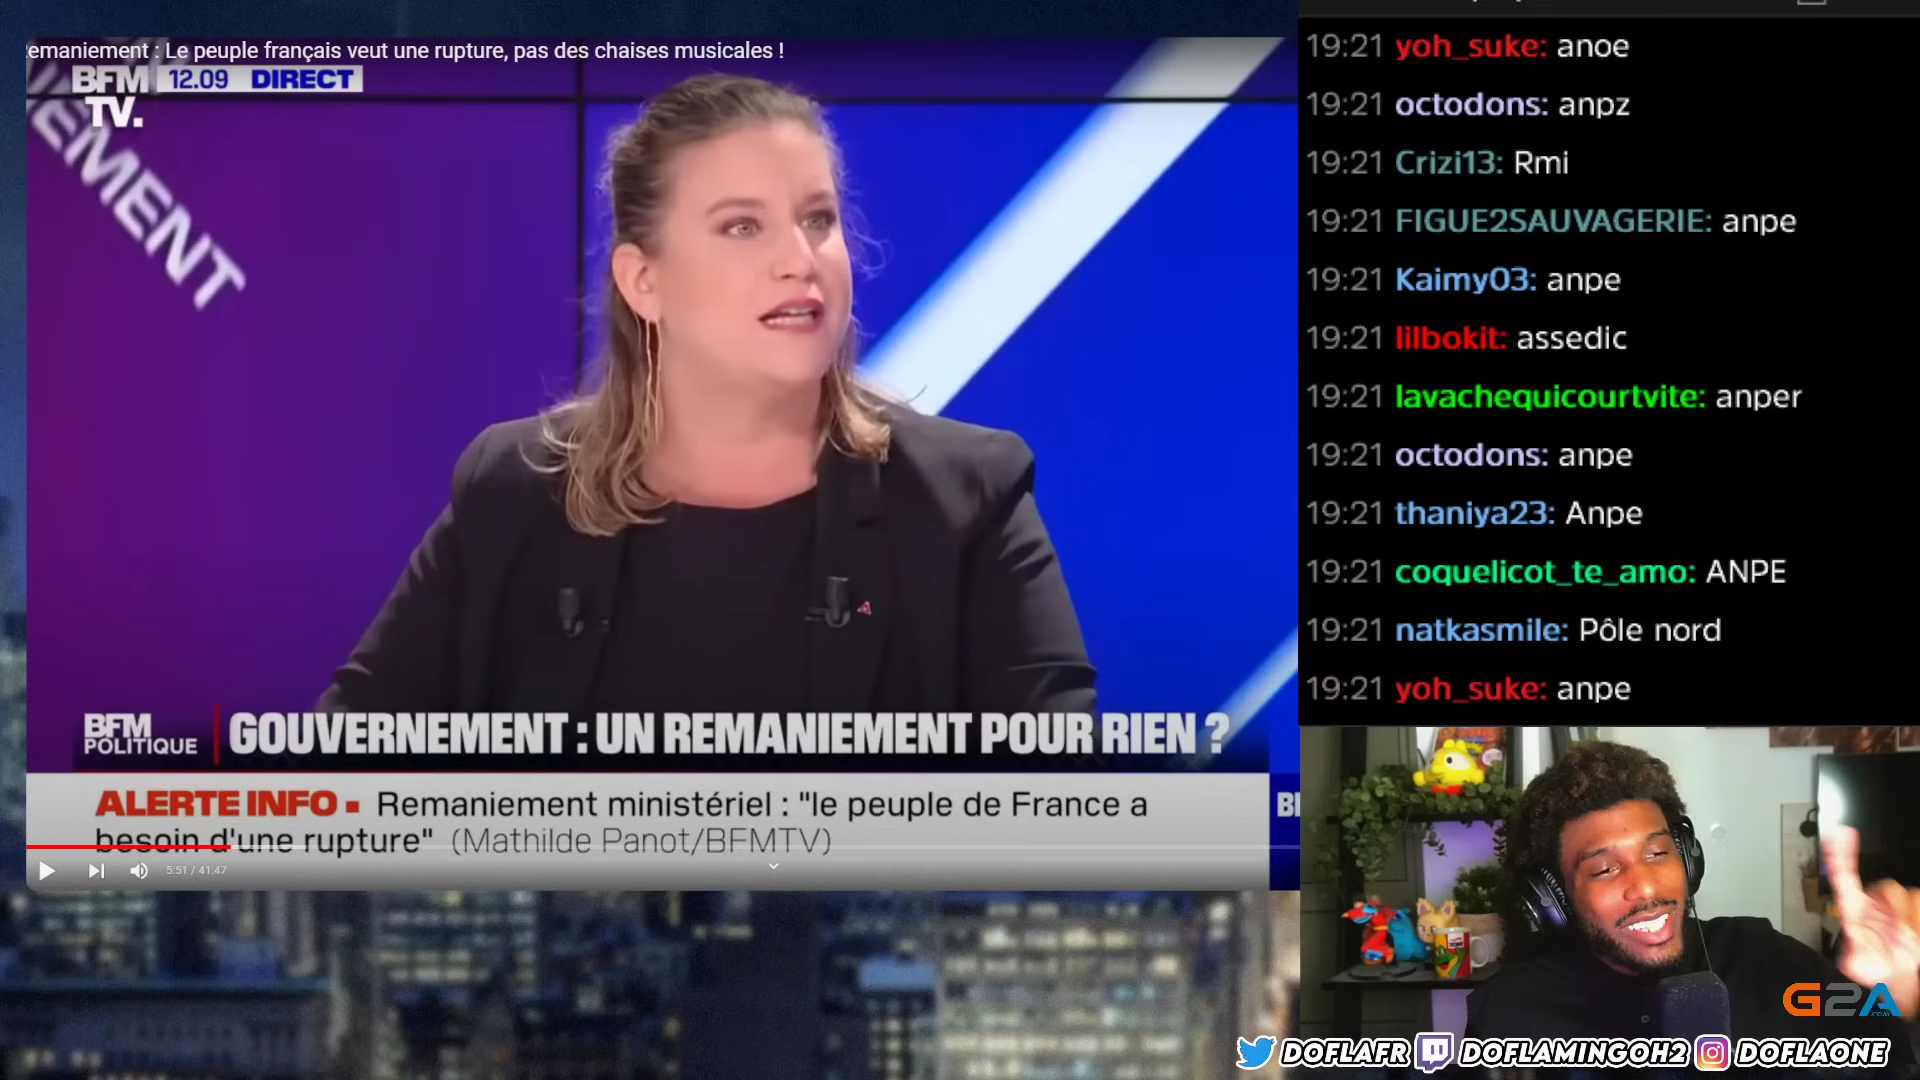 emaniement : Le peuple français veut une rupture, pas des chaises musicales !
BFM 12.09 DIRECT
TV.
EMENT
BFM
POLITIQUE
GOUVERNEMENT : UN REMANIEMENT POUR RIEN ?
ALERTE INFO ▪ Remaniement ministériel : "le peuple de France a
besoin d'une rupture" (Mathilde Panot/BFMTV)
5:51 / 41:47
19:21 yoh_suke: anoe
19:21 octodons: anpz
19:21 Crizi13: Rmi
19:21 FIGUE2SAUVAGERIE: anpe
19:21 Kaimy03: anpe
19:21 lilbokit: assedic
19:21 lavachequicourtvite: anper
19:21 octodons: anpe
19:21 thaniya23: Anpe
19:21 coquelicot_te_amo: ANPE
19:21 natkasmile: Pôle nord
19:21 yoh_suke: anpe
G2A
.COM
DOFLAFR DOFLAMINGOH2 DOFLAONE